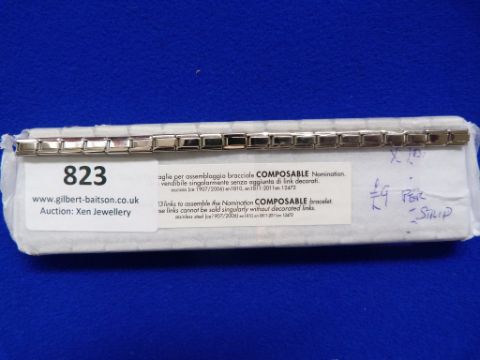 823
www.gilbert-baitson.co.uk
Auction: Xen Jewellery
aglie per assemblaggio bracciale COMPOSABLE Nomination.
vendibile singolarmente senza aggiunta di link decorati.
links to assemble the Nomination COMPOSABLE bracelet.
se links cannot be sold singularly without decorated links.
£9 PER
STRIP